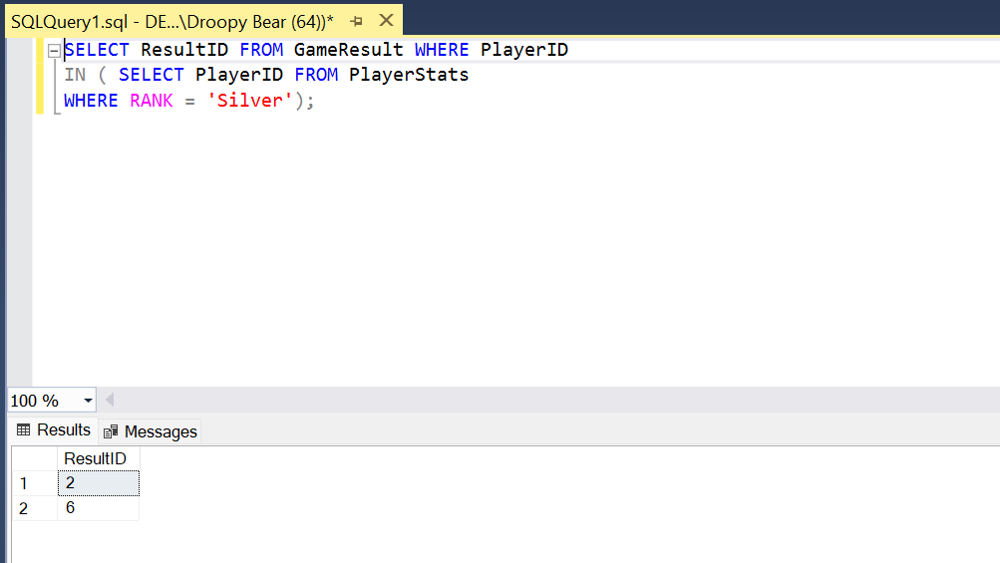 SQLQuery1.sql - DE...\Droopy Bear (64))*
SELECT ResultID FROM GameResult WHERE PlayerID
IN ( SELECT PlayerID FROM PlayerStats
WHERE RANK = 'Silver');
100 %
Results Messages
ResultID
1 2
2 6